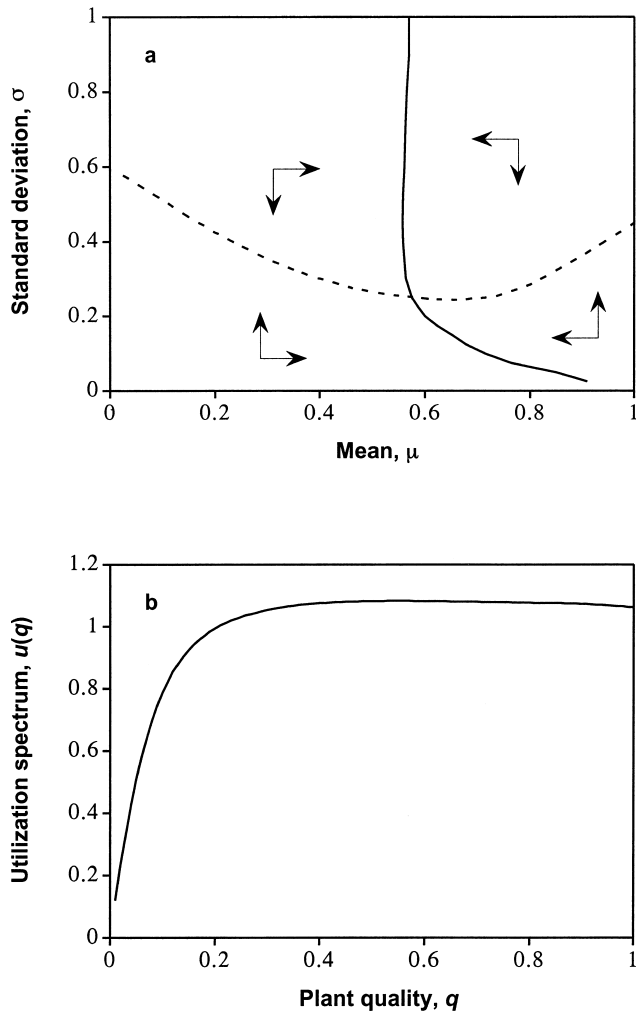 a
Standard deviation, σ
1
0.8
0.6
0.4
0.2
0
0 0.2 0.4 0.6 0.8 1
Mean, μ
b
Utilization spectrum, u(q)
1.2
1
0.8
0.6
0.4
0.2
0
0 0.2 0.4 0.6 0.8 1
Plant quality, q